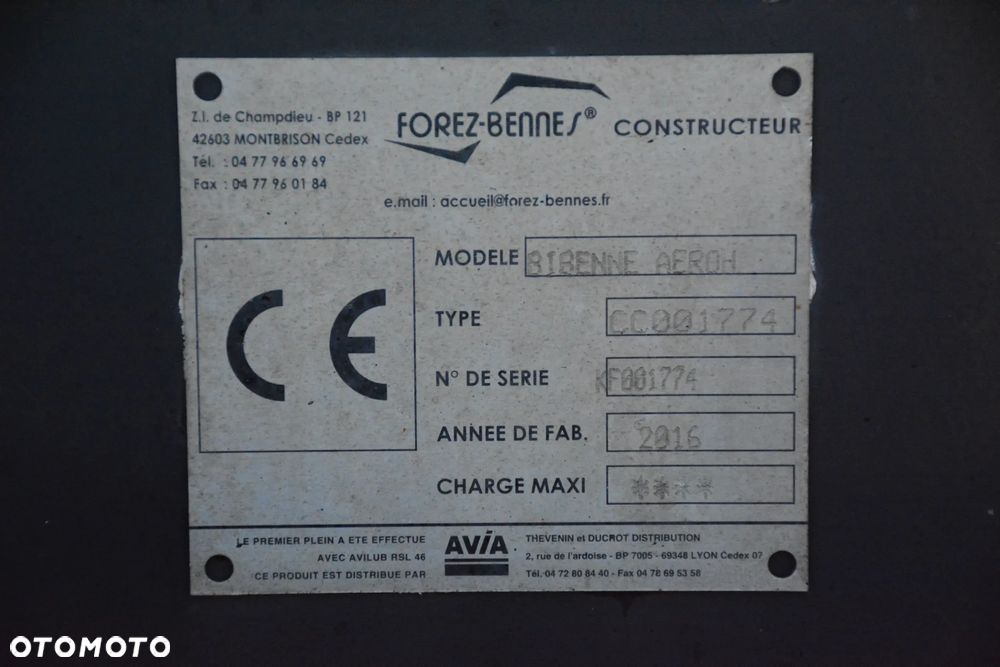 Z.I. de Champdieu - BP 121
42603 MONTBRISON Cedex
Tél. : 04 77 96 69 69
Fax : 04 77 96 01 84
FOREZ-BENNES® CONSTRUCTEUR
e.mail : accueil@forez-bennes.fr
CE
MODELE BIBENNE AEROH
TYPE CC001774
N° DE SERIE KF001774
ANNEE DE FAB. 2016
CHARGE MAXI ****
LE PREMIER PLEIN A ETE EFFECTUE
AVEC AVILUB RSL 46
CE PRODUIT EST DISTRIBUE PAR
AVIA
THEVENIN et DUCROT DISTRIBUTION
2, rue de l'ardoise - BP 7005 - 69348 LYON Cedex 07
Tél. 04 72 80 84 40 - Fax 04 78 69 53 58
OTOMOTO